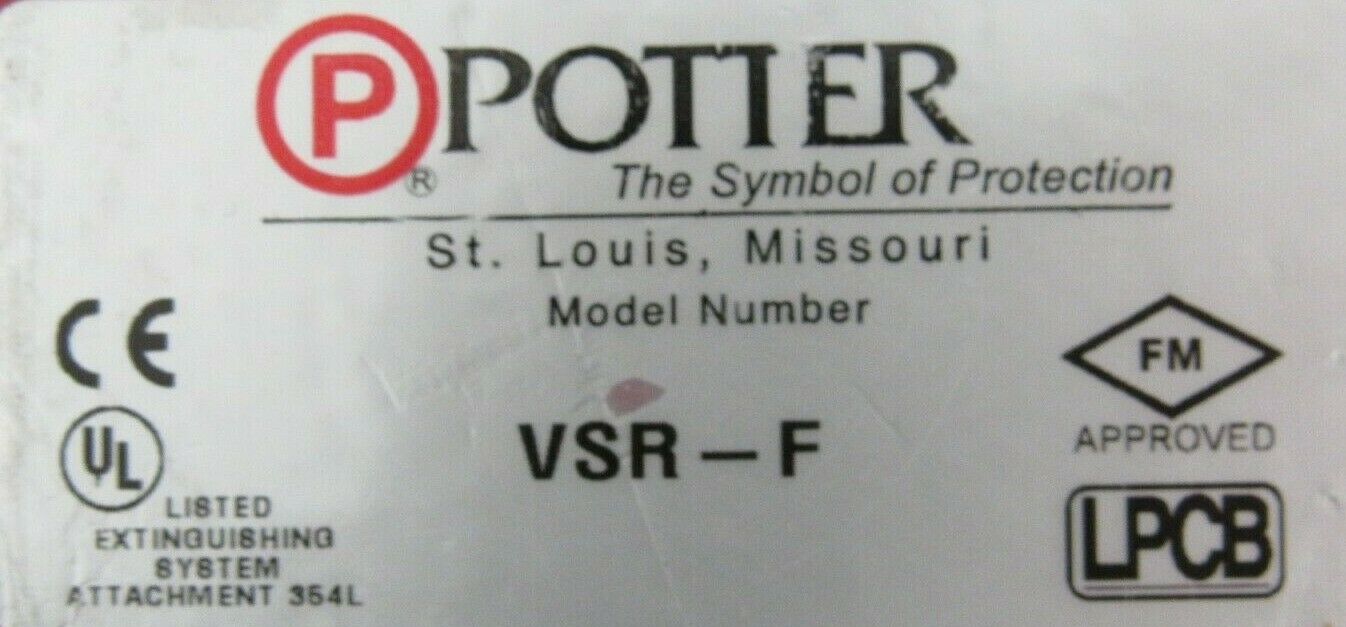 P POTTER
®
The Symbol of Protection
St. Louis, Missouri
Model Number
CE
FM
APPROVED
VSR-F
UL
LISTED
EXTINGUISHING
SYSTEM
ATTACHMENT 354L
LPCB